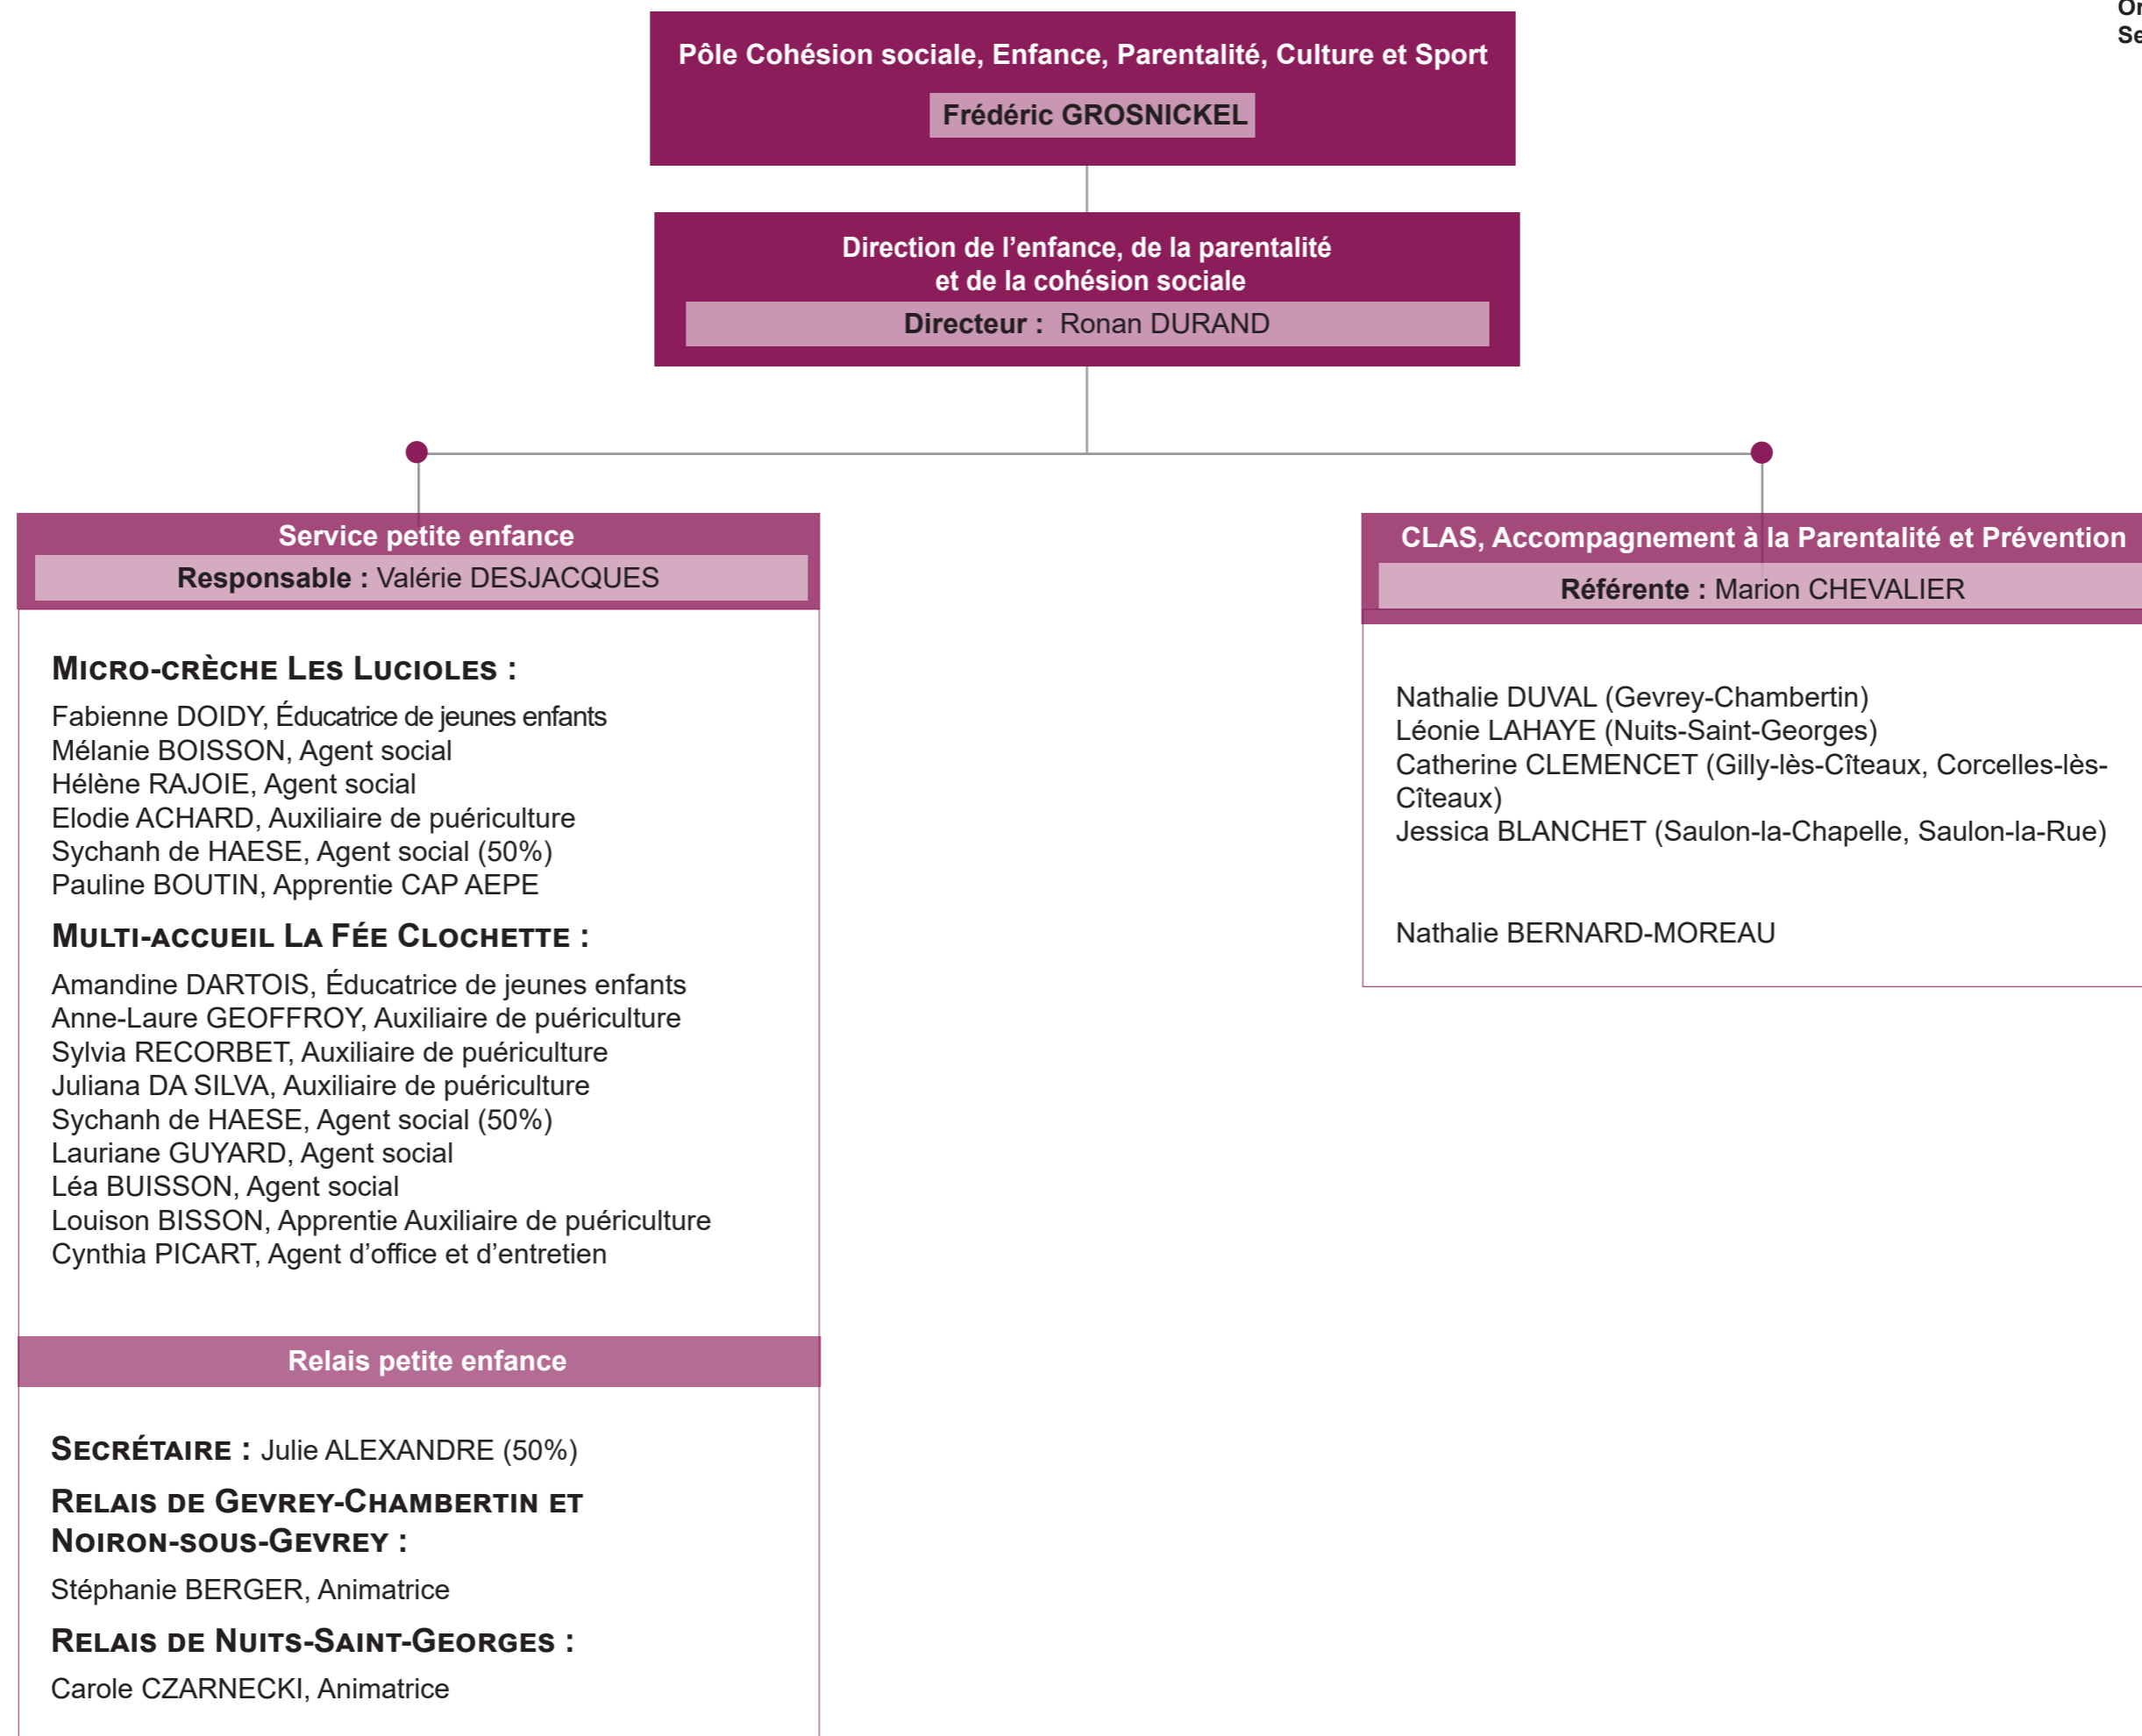 Pôle Cohésion sociale, Enfance, Parentalité, Culture et Sport
Frédéric GROSNICKEL
Direction de l’enfance, de la parentalité
et de la cohésion sociale
Directeur : Ronan DURAND
Service petite enfance
Responsable : Valérie DESJACQUES
Micro-crèche Les Lucioles :
Fabienne DOIDY, Éducatrice de jeunes enfants
Mélanie BOISSON, Agent social
Hélène RAJOIE, Agent social
Elodie ACHARD, Auxiliaire de puériculture
Sychanh de HAESE, Agent social (50%)
Pauline BOUTIN, Apprentie CAP AEPE
Multi-accueil La Fée Clochette :
Amandine DARTOIS, Éducatrice de jeunes enfants
Anne-Laure GEOFFROY, Auxiliaire de puériculture
Sylvia RECORBET, Auxiliaire de puériculture
Juliana DA SILVA, Auxiliaire de puériculture
Sychanh de HAESE, Agent social (50%)
Lauriane GUYARD, Agent social
Léa BUISSON, Agent social
Louison BISSON, Apprentie Auxiliaire de puériculture
Cynthia PICART, Agent d’office et d’entretien
Relais petite enfance
Secrétaire : Julie ALEXANDRE (50%)
Relais de Gevrey-Chambertin et
Noiron-sous-Gevrey :
Stéphanie BERGER, Animatrice
Relais de Nuits-Saint-Georges :
Carole CZARNECKI, Animatrice
CLAS, Accompagnement à la Parentalité et Prévention
Référente : Marion CHEVALIER
Nathalie DUVAL (Gevrey-Chambertin)
Léonie LAHAYE (Nuits-Saint-Georges)
Catherine CLEMENCET (Gilly-lès-Cîteaux, Corcelles-lès-
Cîteaux)
Jessica BLANCHET (Saulon-la-Chapelle, Saulon-la-Rue)
Nathalie BERNARD-MOREAU